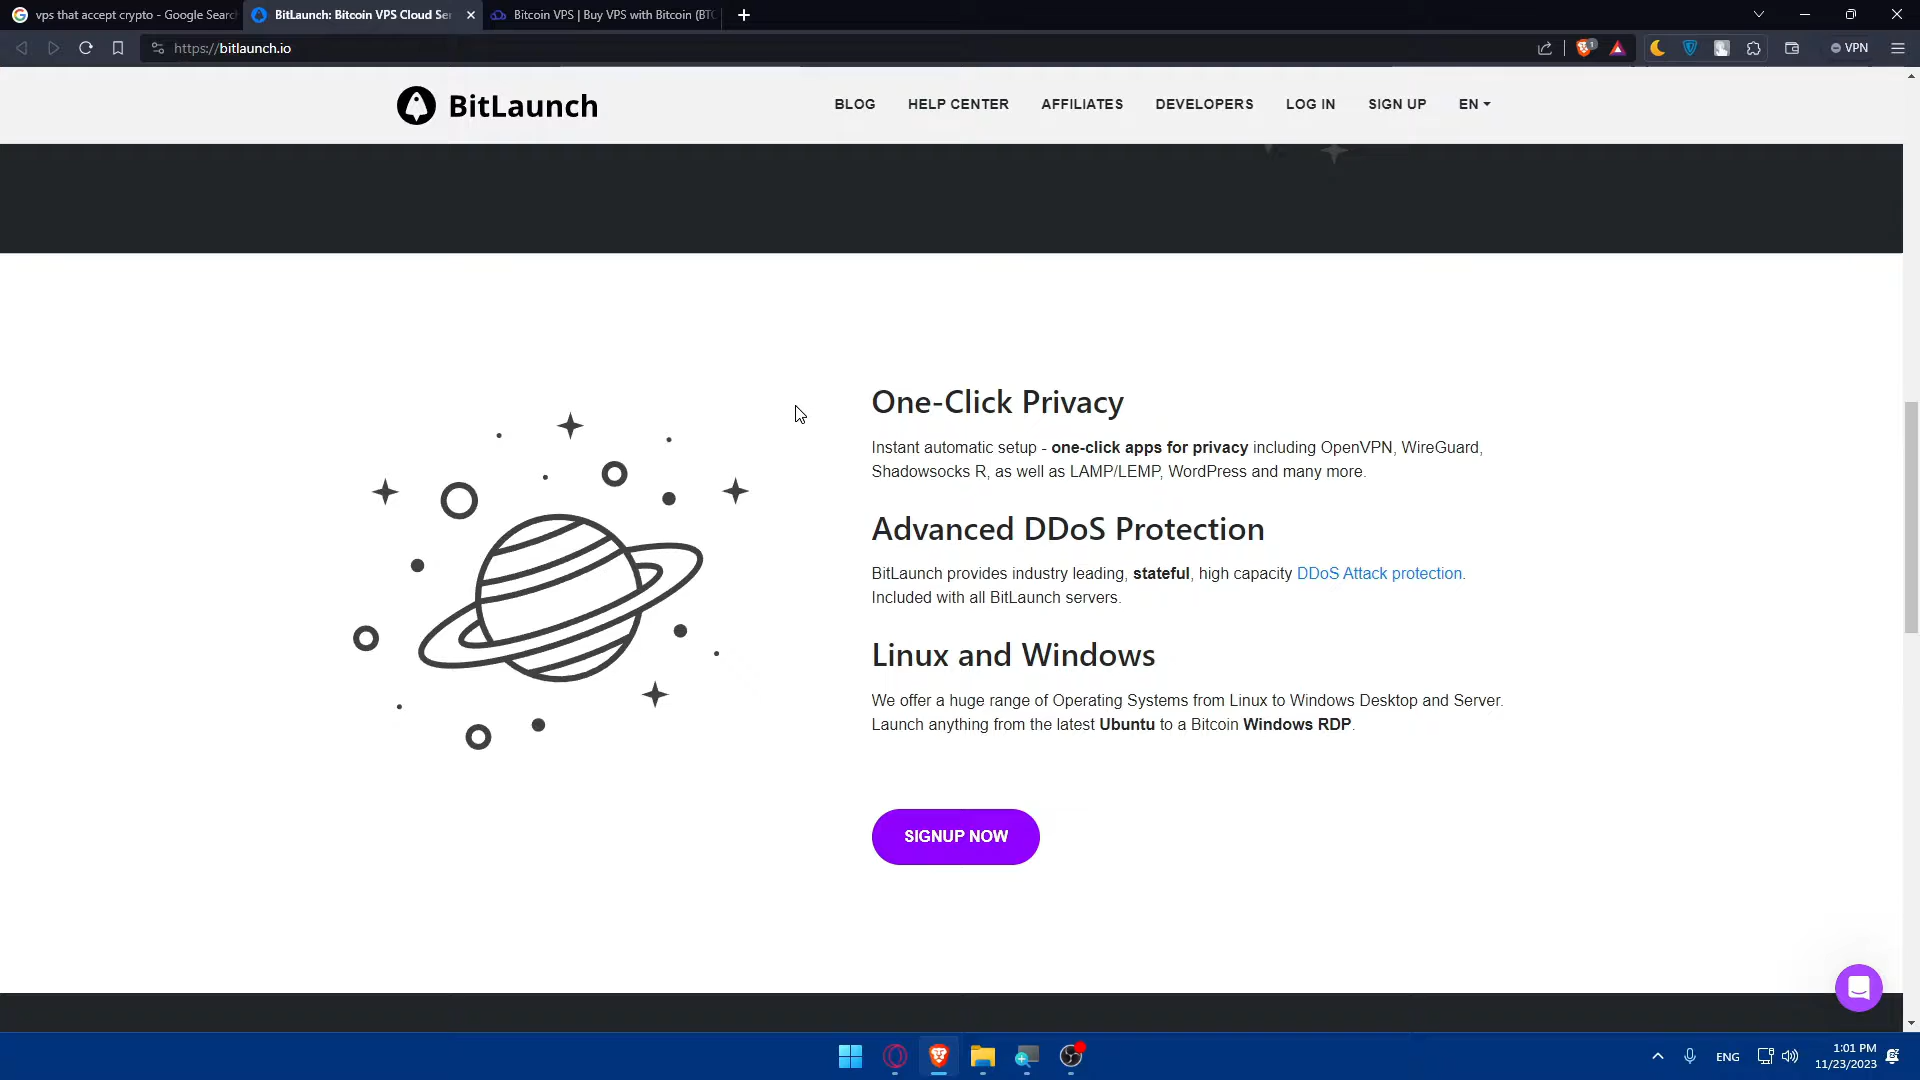 vps that accept crypto - Google Searc
BitLaunch: Bitcoin VPS Cloud Se
Bitcoin VPS | Buy VPS with Bitcoin (BTC
https://bitlaunch.io
1
VPN
BitLaunch
BLOG
HELP CENTER
AFFILIATES
DEVELOPERS
LOG IN
SIGN UP
EN
One-Click Privacy
Instant automatic setup - one-click apps for privacy including OpenVPN, WireGuard,
Shadowsocks R, as well as LAMP/LEMP, WordPress and many more.
Advanced DDoS Protection
BitLaunch provides industry leading, stateful, high capacity DDoS Attack protection.
Included with all BitLaunch servers.
Linux and Windows
We offer a huge range of Operating Systems from Linux to Windows Desktop and Server.
Launch anything from the latest Ubuntu to a Bitcoin Windows RDP.
SIGNUP NOW
ENG
1:01 PM
11/23/2023